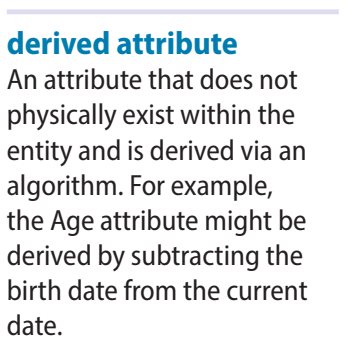 derived attribute
An attribute that does not
physically exist within the
entity and is derived via an
algorithm. For example,
the Age attribute might be
derived by subtracting the
birth date from the current
date.